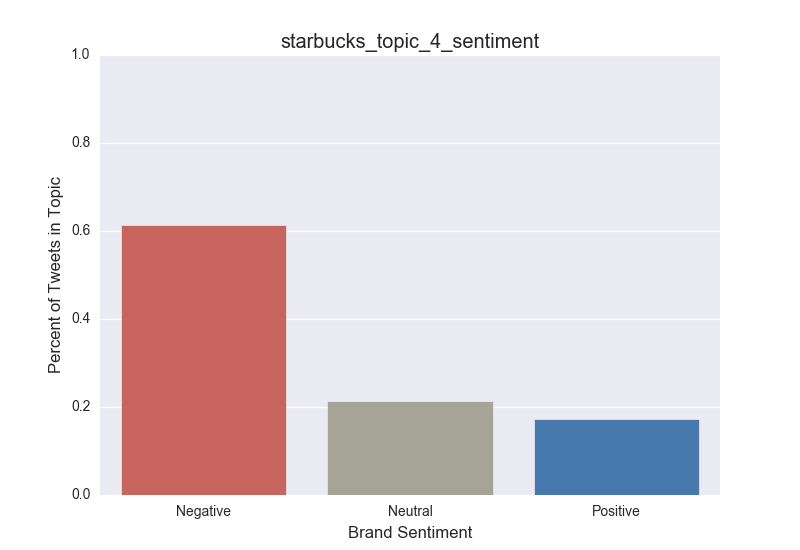 starbucks_topic_4_sentiment
1.0
0.8
0.6
0.4
0.2
0.0
Percent of Tweets in Topic
Negative Neutral Positive
Brand Sentiment